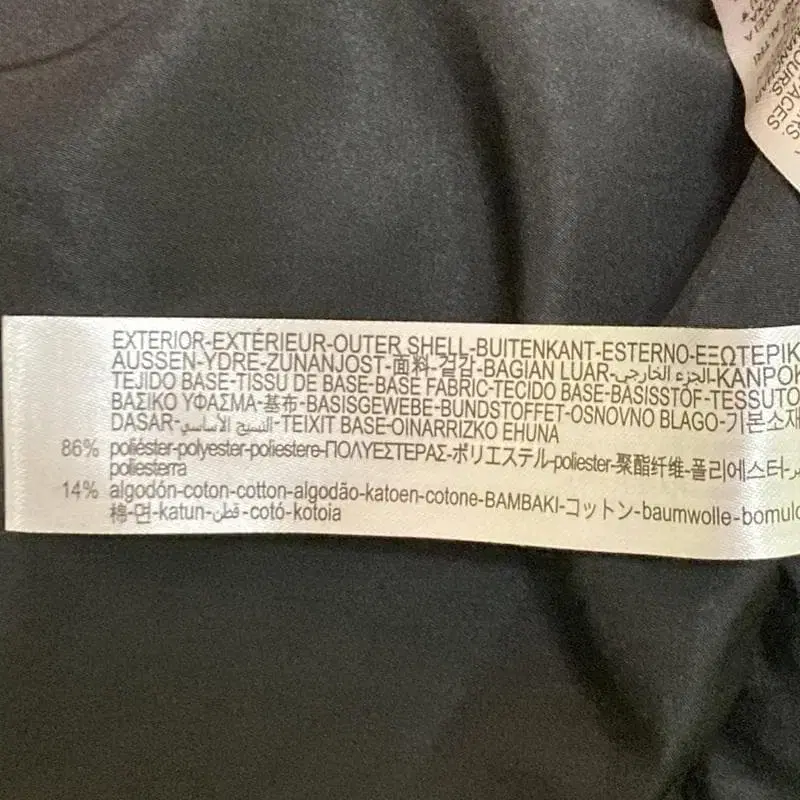 EXTERIOR-EXTÉRIEUR-OUTER SHELL-BUITENKANT-ESTERNO-ΕΞΩΤΕΡΙΚ
AUSSEN-YDRE-ZUNANJOST-面料-겉감-BAGIAN LUAR-الجزء الخارجي-KANPOK
TEJIDO BASE-TISSU DE BASE-BASE FABRIC-TECIDO BASE-BASISSTOF-TESSUTO
ΒΑΣΙΚΟ ΥΦΑΣΜΑ-基布-BASISGEWEBE-BUNDSTOFFET-OSNOVNO BLAGO-기본소재
DASAR-النسيج الأساسي-TEIXIT BASE-OINARRIZKO EHUNA
86% poliéster-polyester-poliestere-ΠΟΛΥΕΣΤΕΡΑΣ-ポリエステル-poliester-聚酯纤维-폴리에스터-
poliesterra
14% algodón-coton-cotton-algodão-katoen-cotone-BAMBAKI-コットン-baumwolle-bomuld
棉-면-katun-قطن-cotó-kotoia
OURS.
FACES